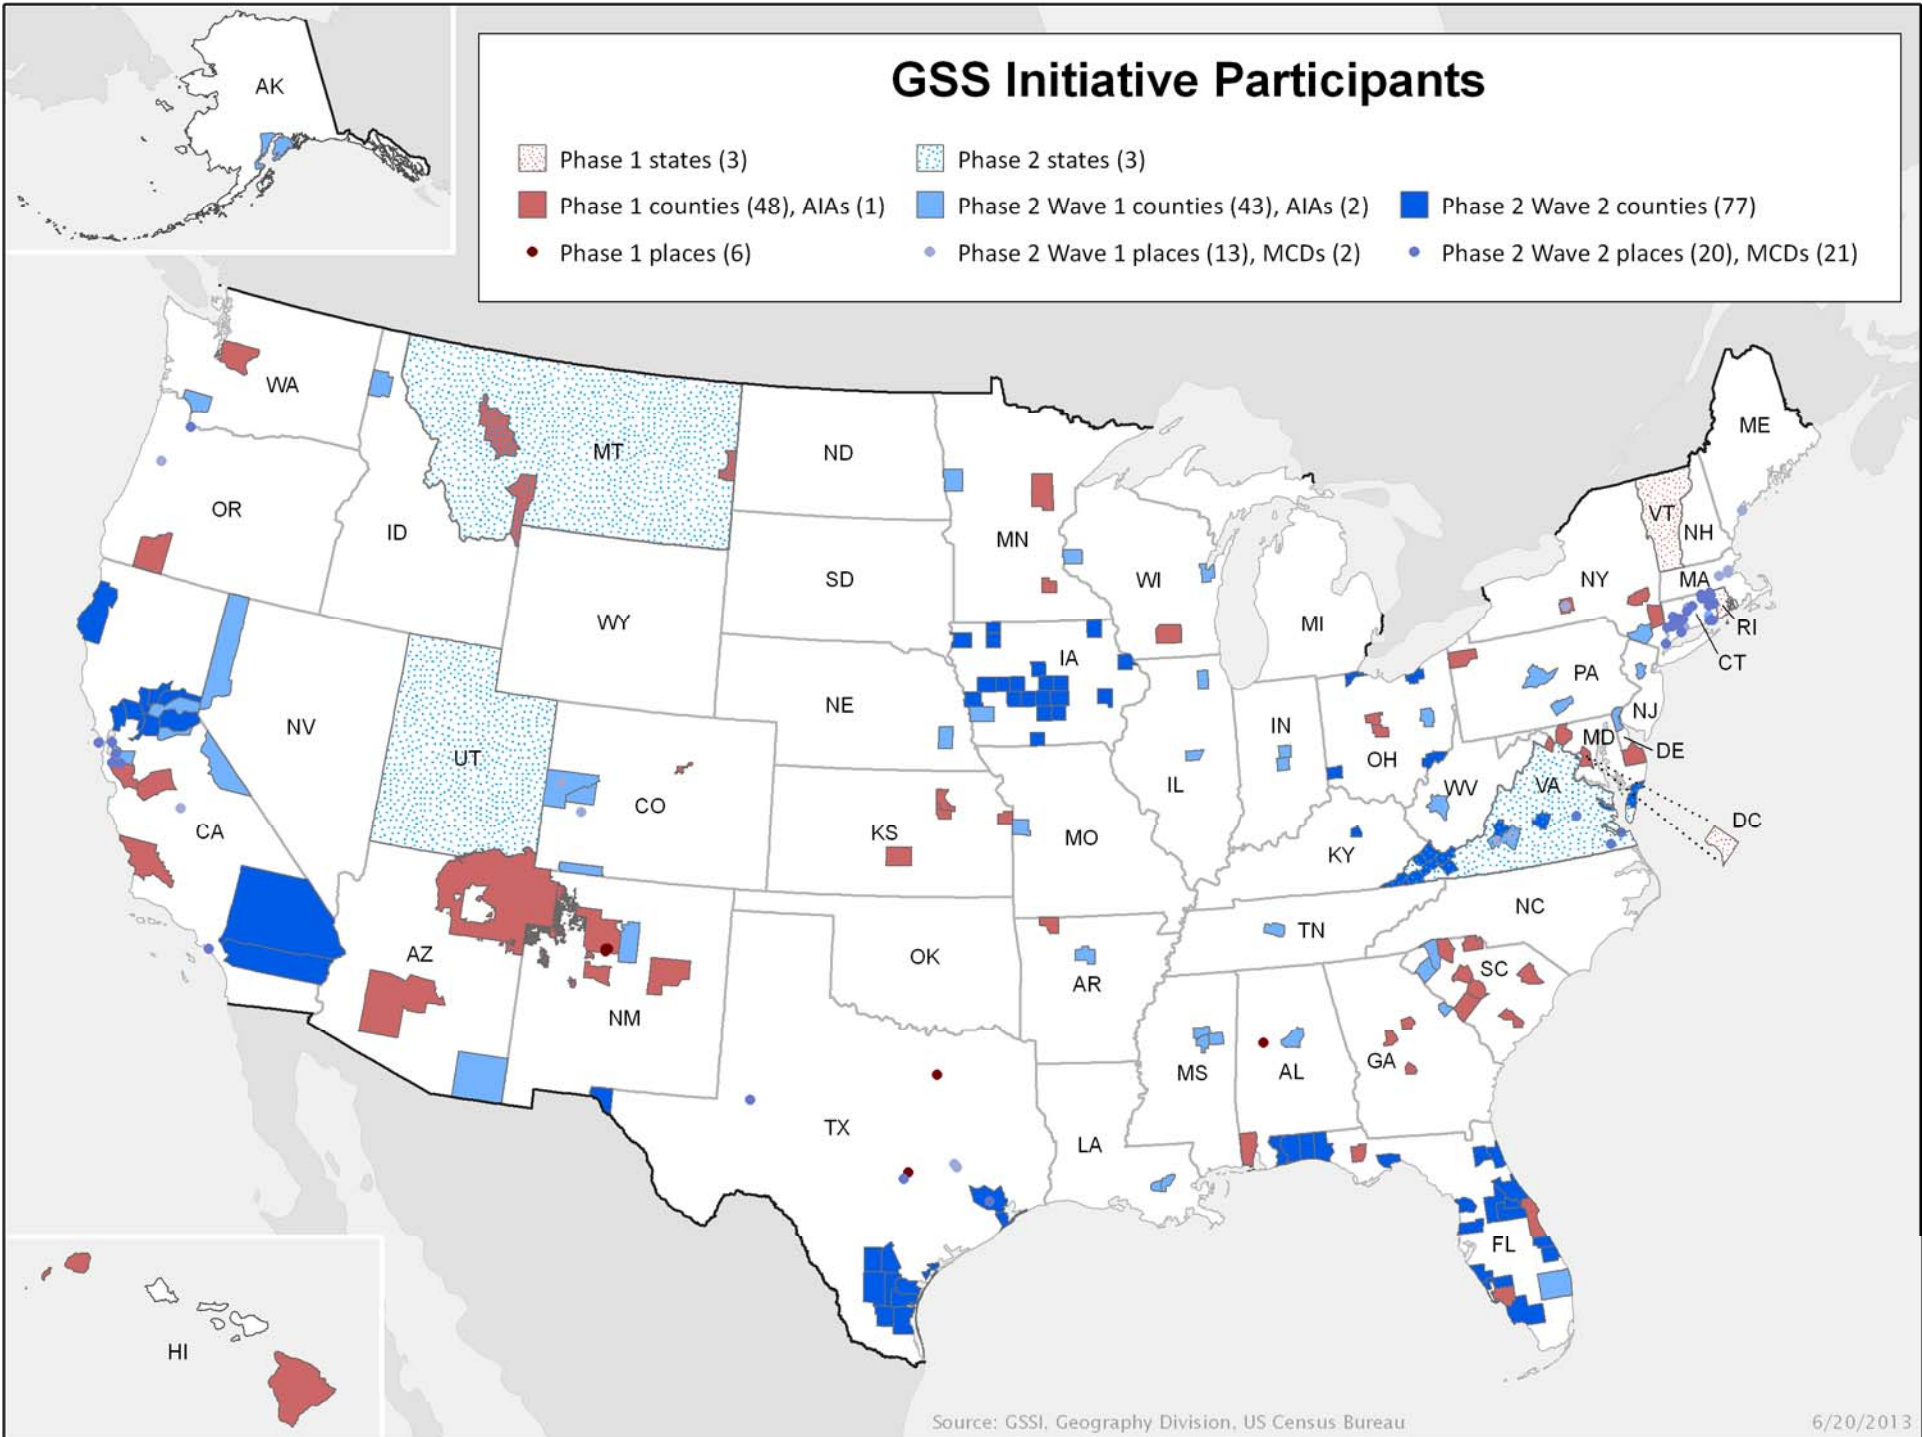 GSS Initiative Participants
Phase 1 states (3)
Phase 2 states (3)
Phase 1 counties (48), AIAs (1)
Phase 2 Wave 1 counties (43), AIAs (2)
Phase 2 Wave 2 counties (77)
Phase 1 places (6)
Phase 2 Wave 1 places (13), MCDs (2)
Phase 2 Wave 2 places (20), MCDs (21)
AK
WA
MT
ND
MN
ME
VT
NH
OR
ID
SD
WI
NY
MA
WY
MI
RI
IA
CT
NE
PA
NV
IN
NJ
UT
OH
MD
DE
CO
IL
WV
VA
CA
KS
MO
KY
DC
NC
TN
AZ
OK
SC
AR
NM
GA
MS
AL
TX
LA
FL
HI
Source: GSSI, Geography Division, US Census Bureau
6/20/2013